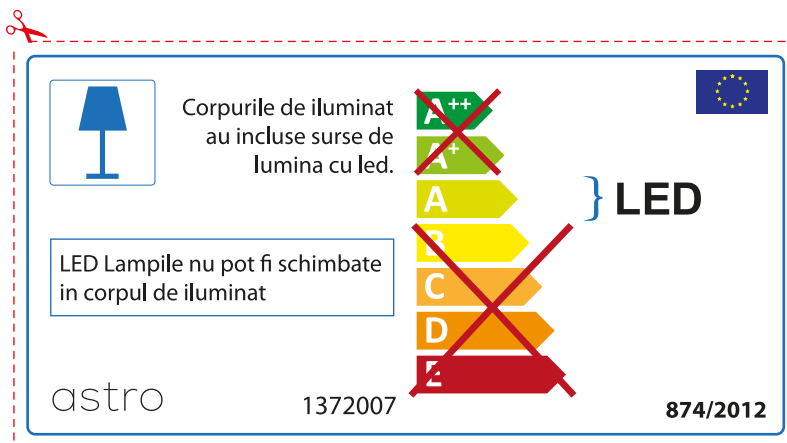 Corpurile de iluminat
au incluse surse de
lumina cu led.
A++
A+
A
B
C
D
E
LED
LED Lampile nu pot fi schimbate
in corpul de iluminat
astro
1372007
874/2012